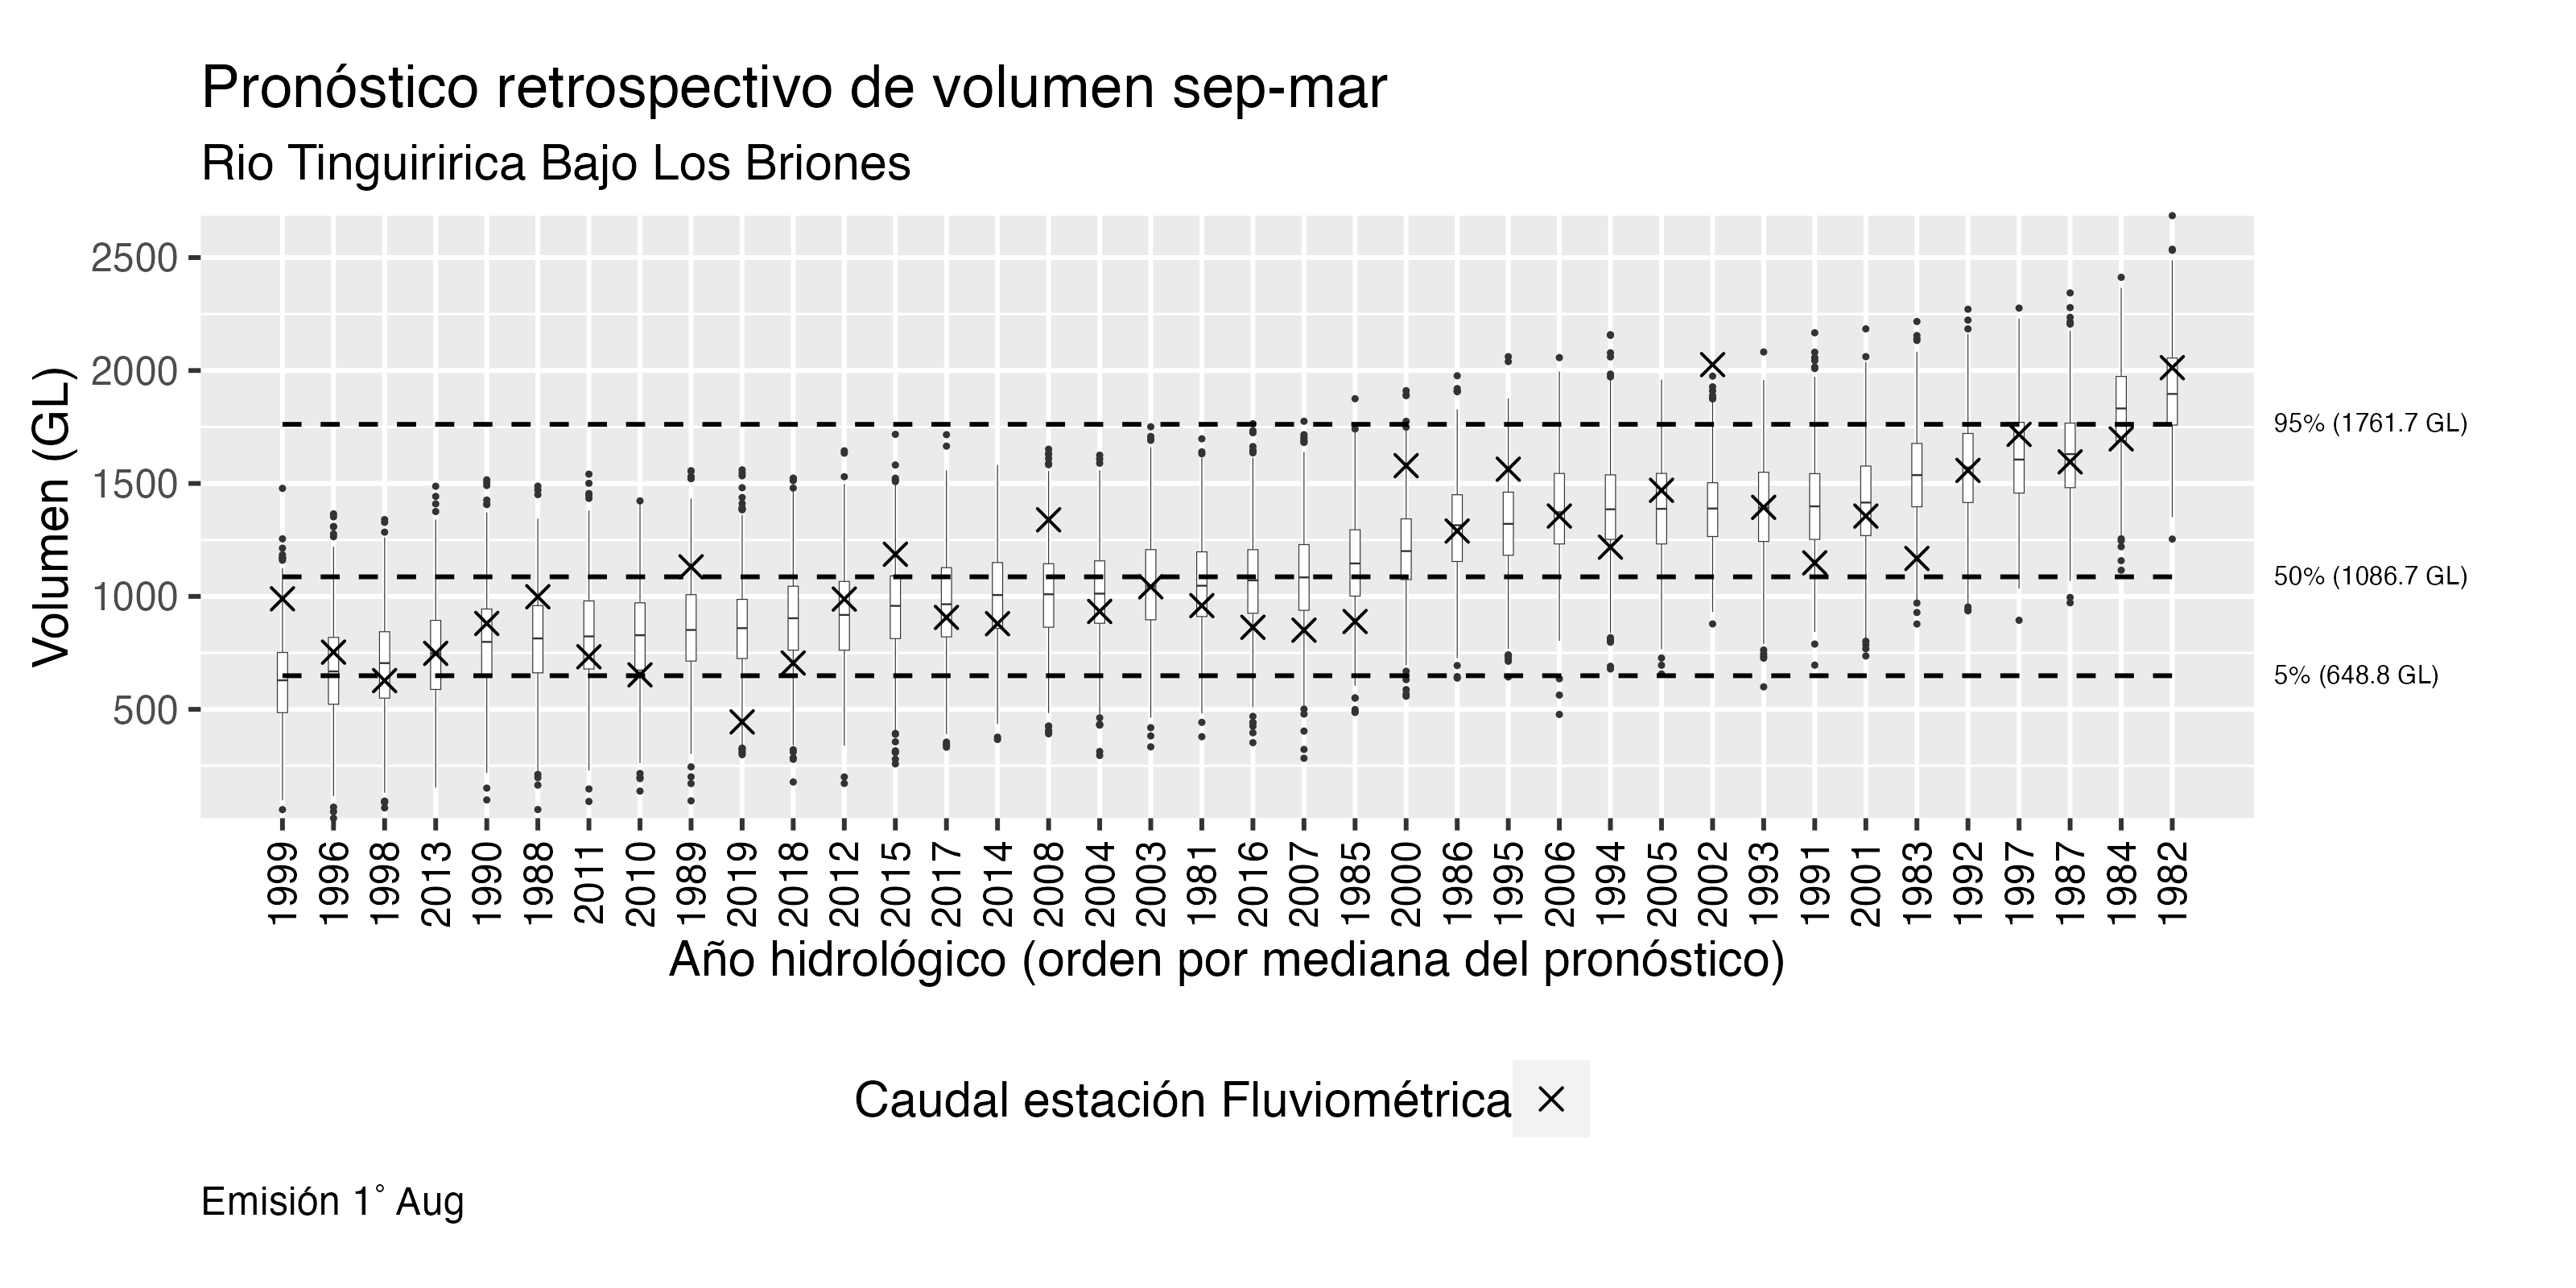 Pronóstico retrospectivo de volumen sep-mar
Rio Tinguiririca Bajo Los Briones
Volumen (GL)
2500
2000
1500
1000
500
95% (1761.7 GL)
50% (1086.7 GL)
5% (648.8 GL)
1999 1996 1998 2013 1990 1988 2011 2010 1989 2019 2018 2012 2015 2017 2014 2008 2004 2003 1981 2016 2007 1985 2000 1986 1995 2006 1994 2005 2002 1993 1991 2001 1983 1992 1997 1987 1984 1982
Año hidrológico (orden por mediana del pronóstico)
Caudal estación Fluviométrica
Emisión 1° Aug